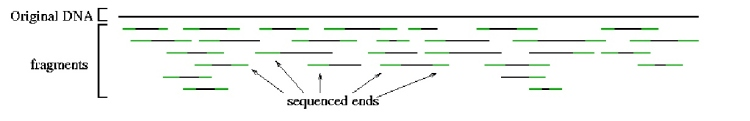 Original DNA
fragments
sequenced ends